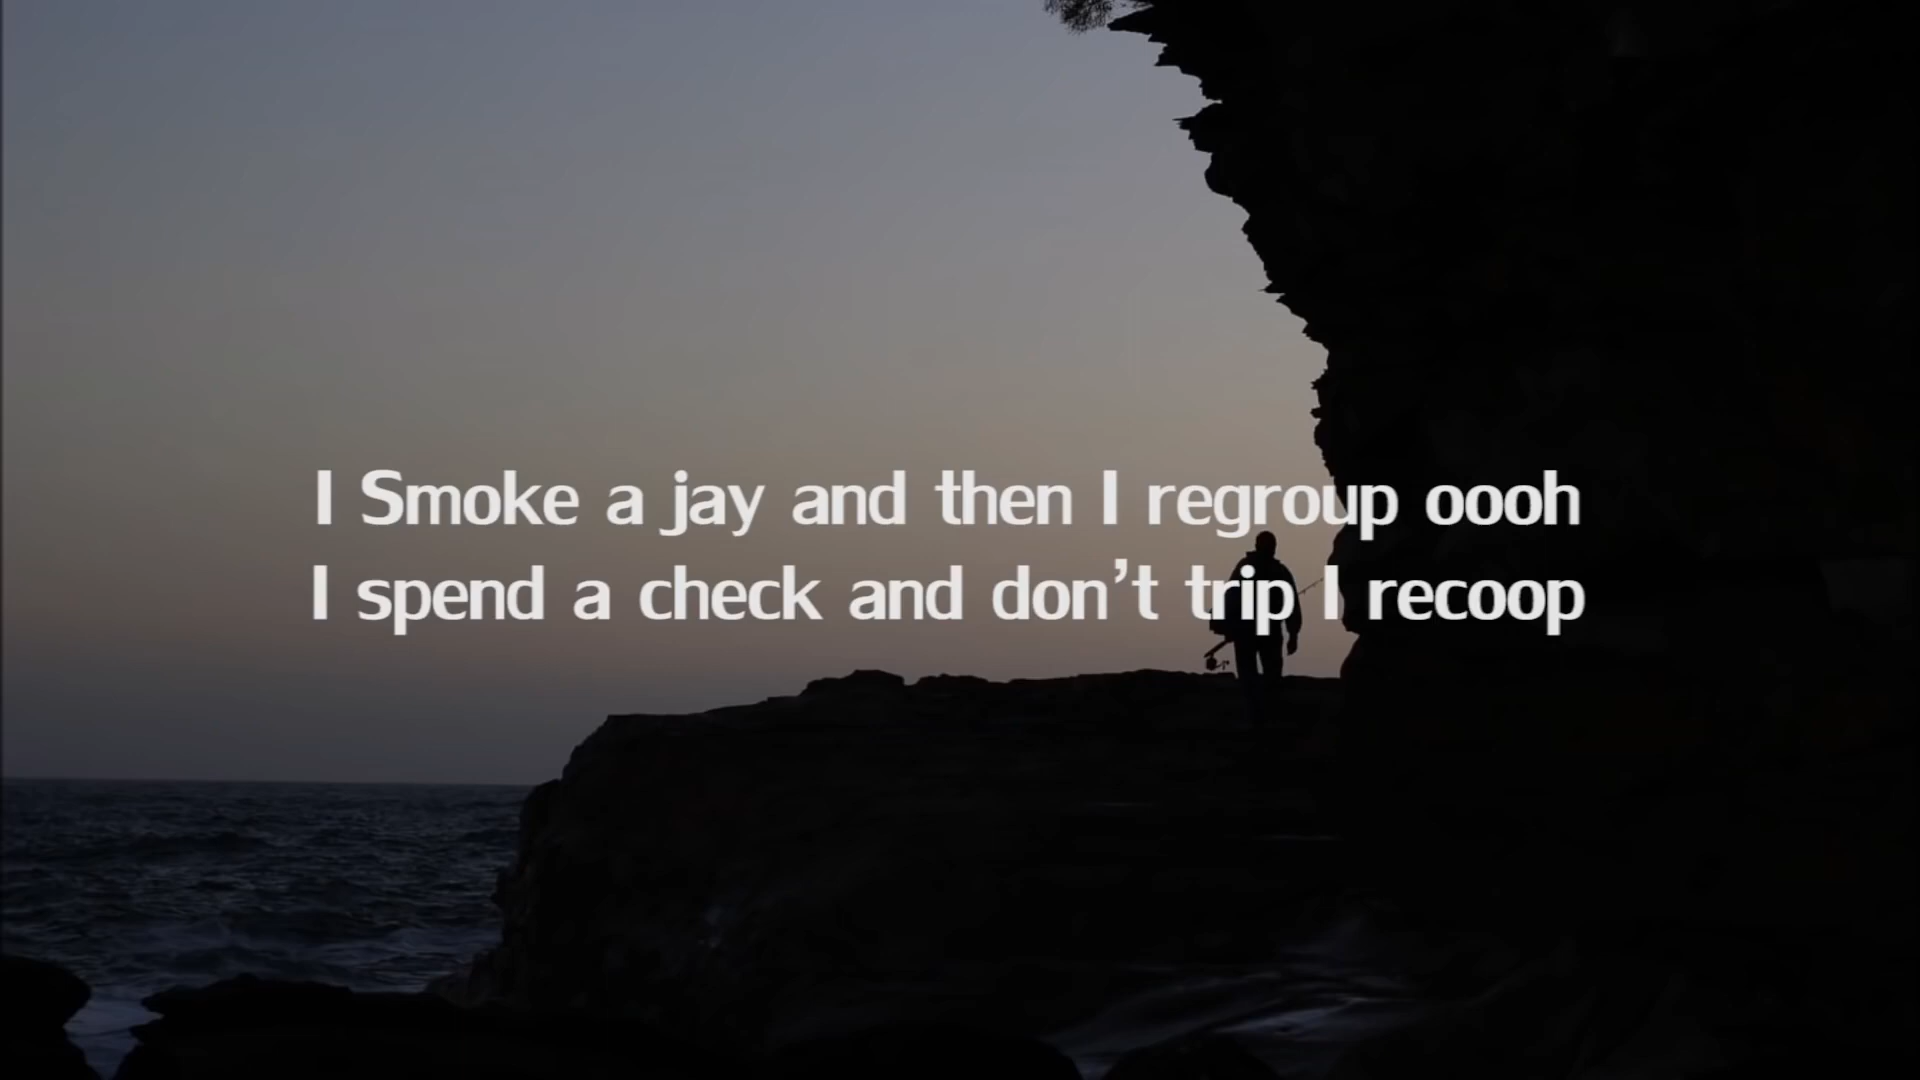 I Smoke a jay and then I regroup oooh
I spend a check and don’t trip I recoop